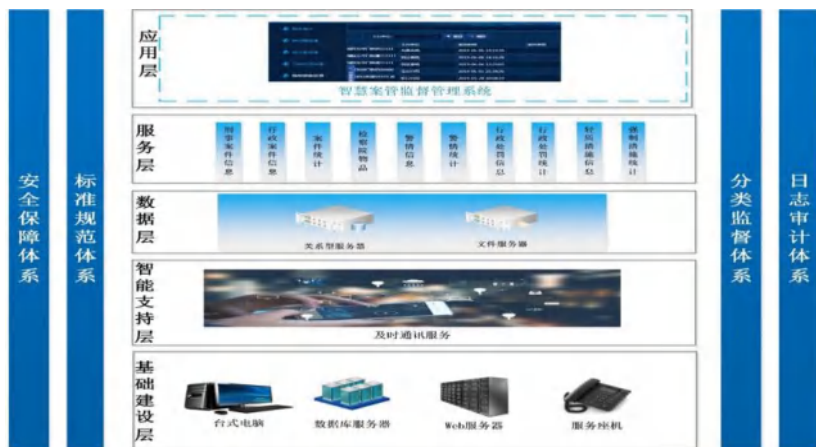 安全保障体系
标准规范体系
应用层
智慧案管监督管理系统
服务层
刑事案件信息
行政案件信息
案件统计
检察院物品
警情信息
警情统计
行政处罚信息
行政处罚统计
强制措施统计
数据层
关系型服务器
文件服务器
智能支持层
及时通讯服务
基础建设层
台式电脑
数据库服务器
Web服务器
服务座机
分类监督体系
日志审计体系